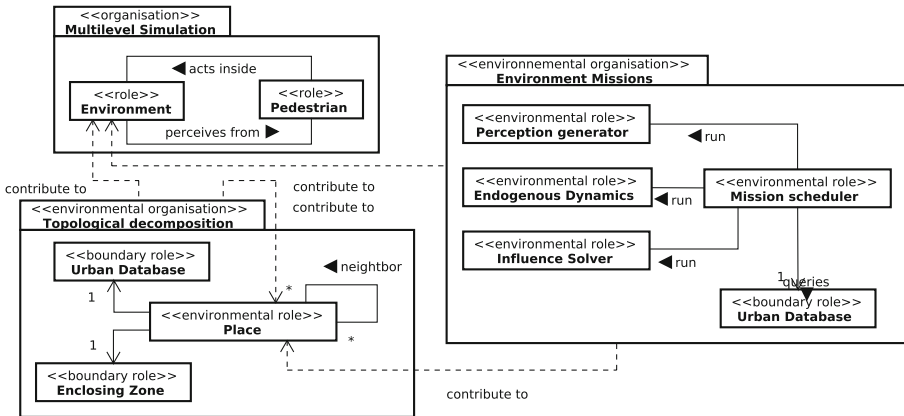 <<organisation>>
Multilevel Simulation
acts inside
<<role>>
Environment
<<role>>
Pedestrian
perceives from
<<environnemental organisation>>
Environment Missions
<<environmental role>>
Perception generator
run
<<environmental role>>
Endogenous Dynamics
run
<<environmental role>>
Mission scheduler
<<environmental role>>
Influence Solver
run
1
queries
<<boundary role>>
Urban Database
contribute to
contribute to
contribute to
<<environmental organisation>>
Topological decomposition
<<boundary role>>
Urban Database
neightbor
1
*
<<environmental role>>
Place
*
1
<<boundary role>>
Enclosing Zone
contribute to